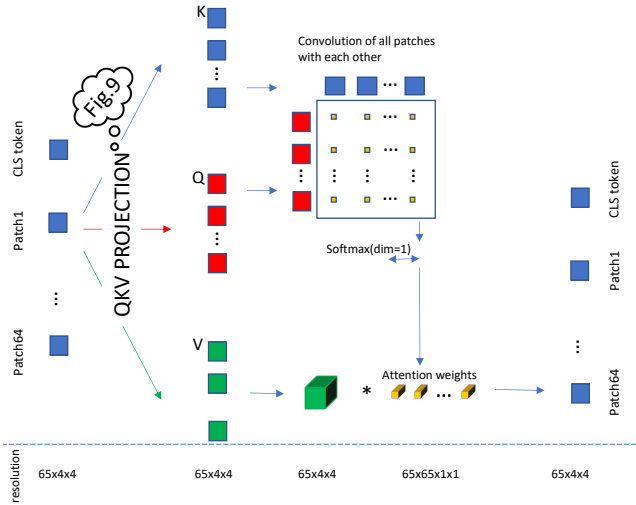 K
Convolution of all patches
with each other
...
...
Fig.9
CLS token
Patch1
...
Patch64
QKV PROJECTION
Q
...
...
...
...
...
...
Softmax(dim=1)
V
Attention weights
*
...
CLS token
Patch1
...
Patch64
resolution
65x4x4
65x4x4
65x4x4
65x65x1x1
65x4x4